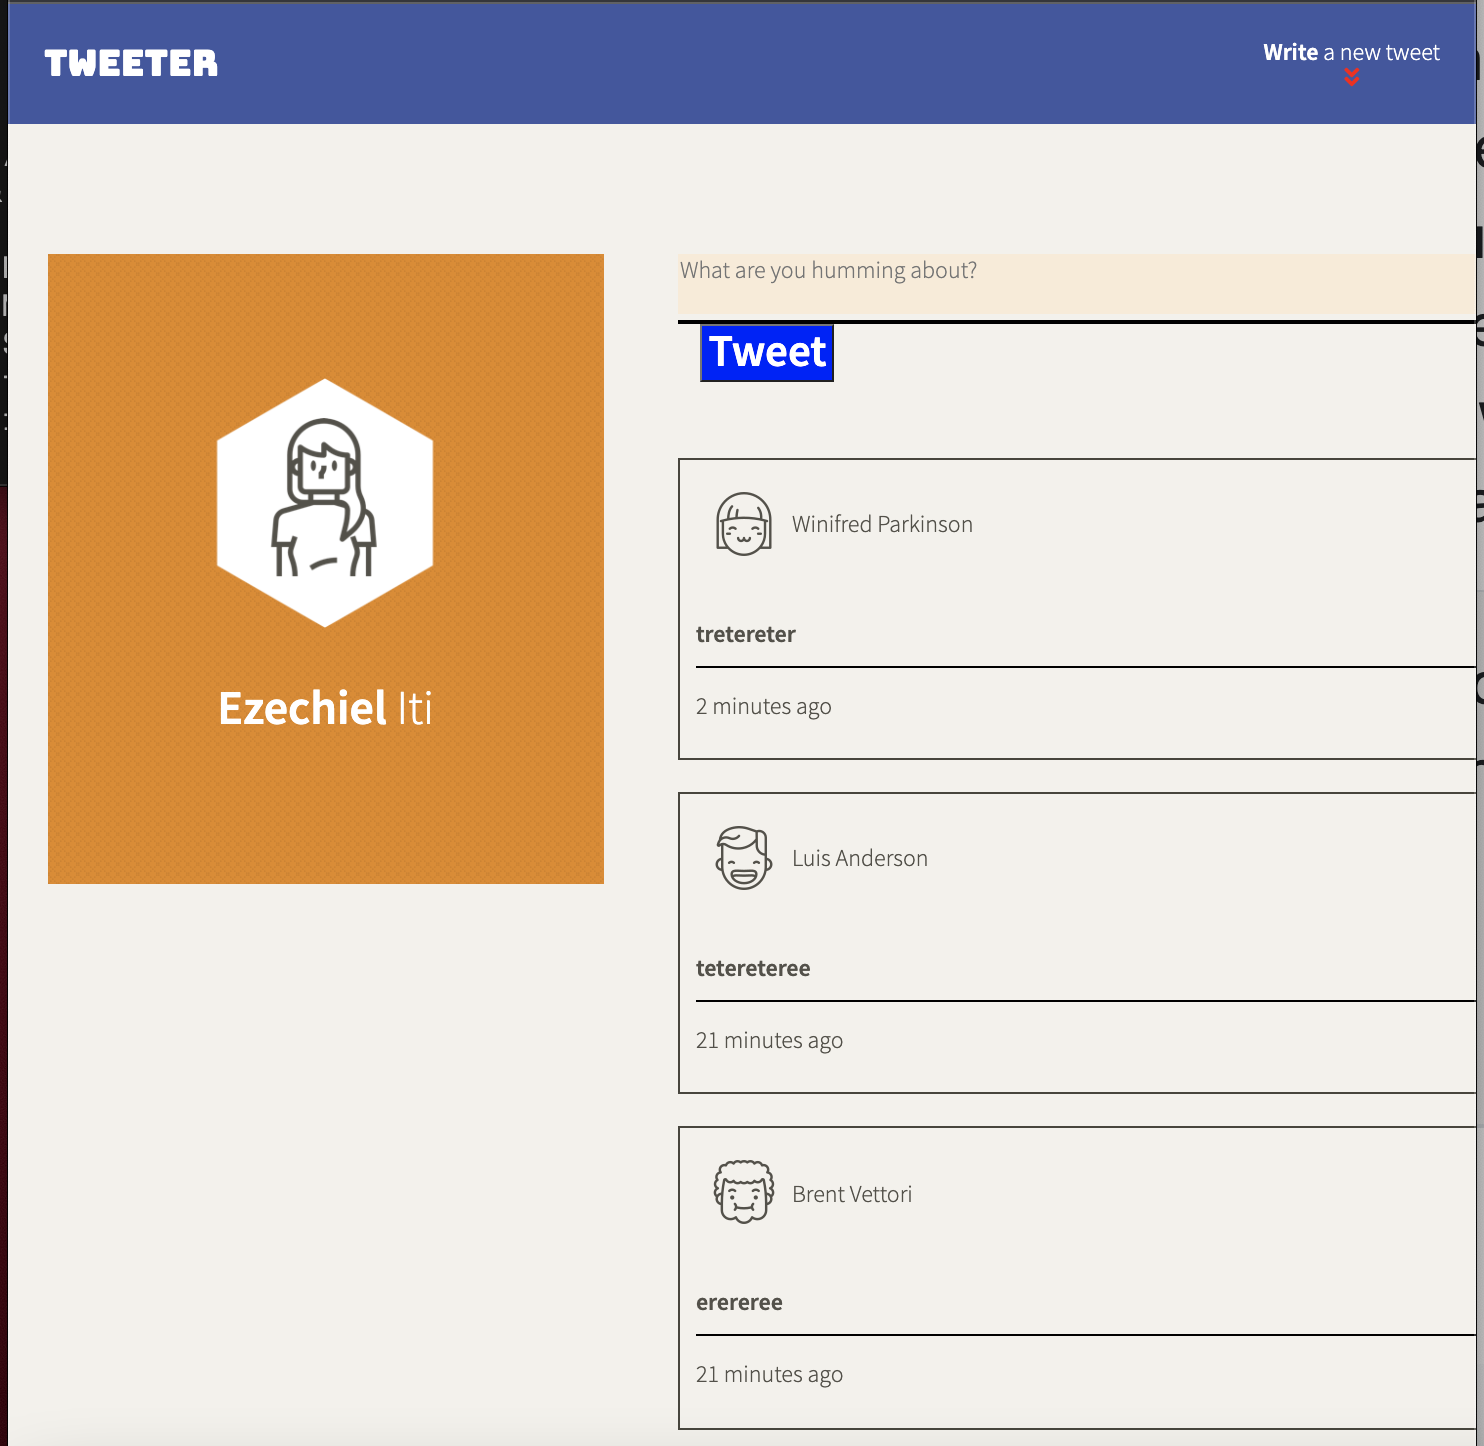 TWEETER
Write a new tweet
Ezechiel Iti
What are you humming about?
Tweet
Winifred Parkinson
tretereter
2 minutes ago
Luis Anderson
tetereteree
21 minutes ago
Brent Vettori
erereree
21 minutes ago